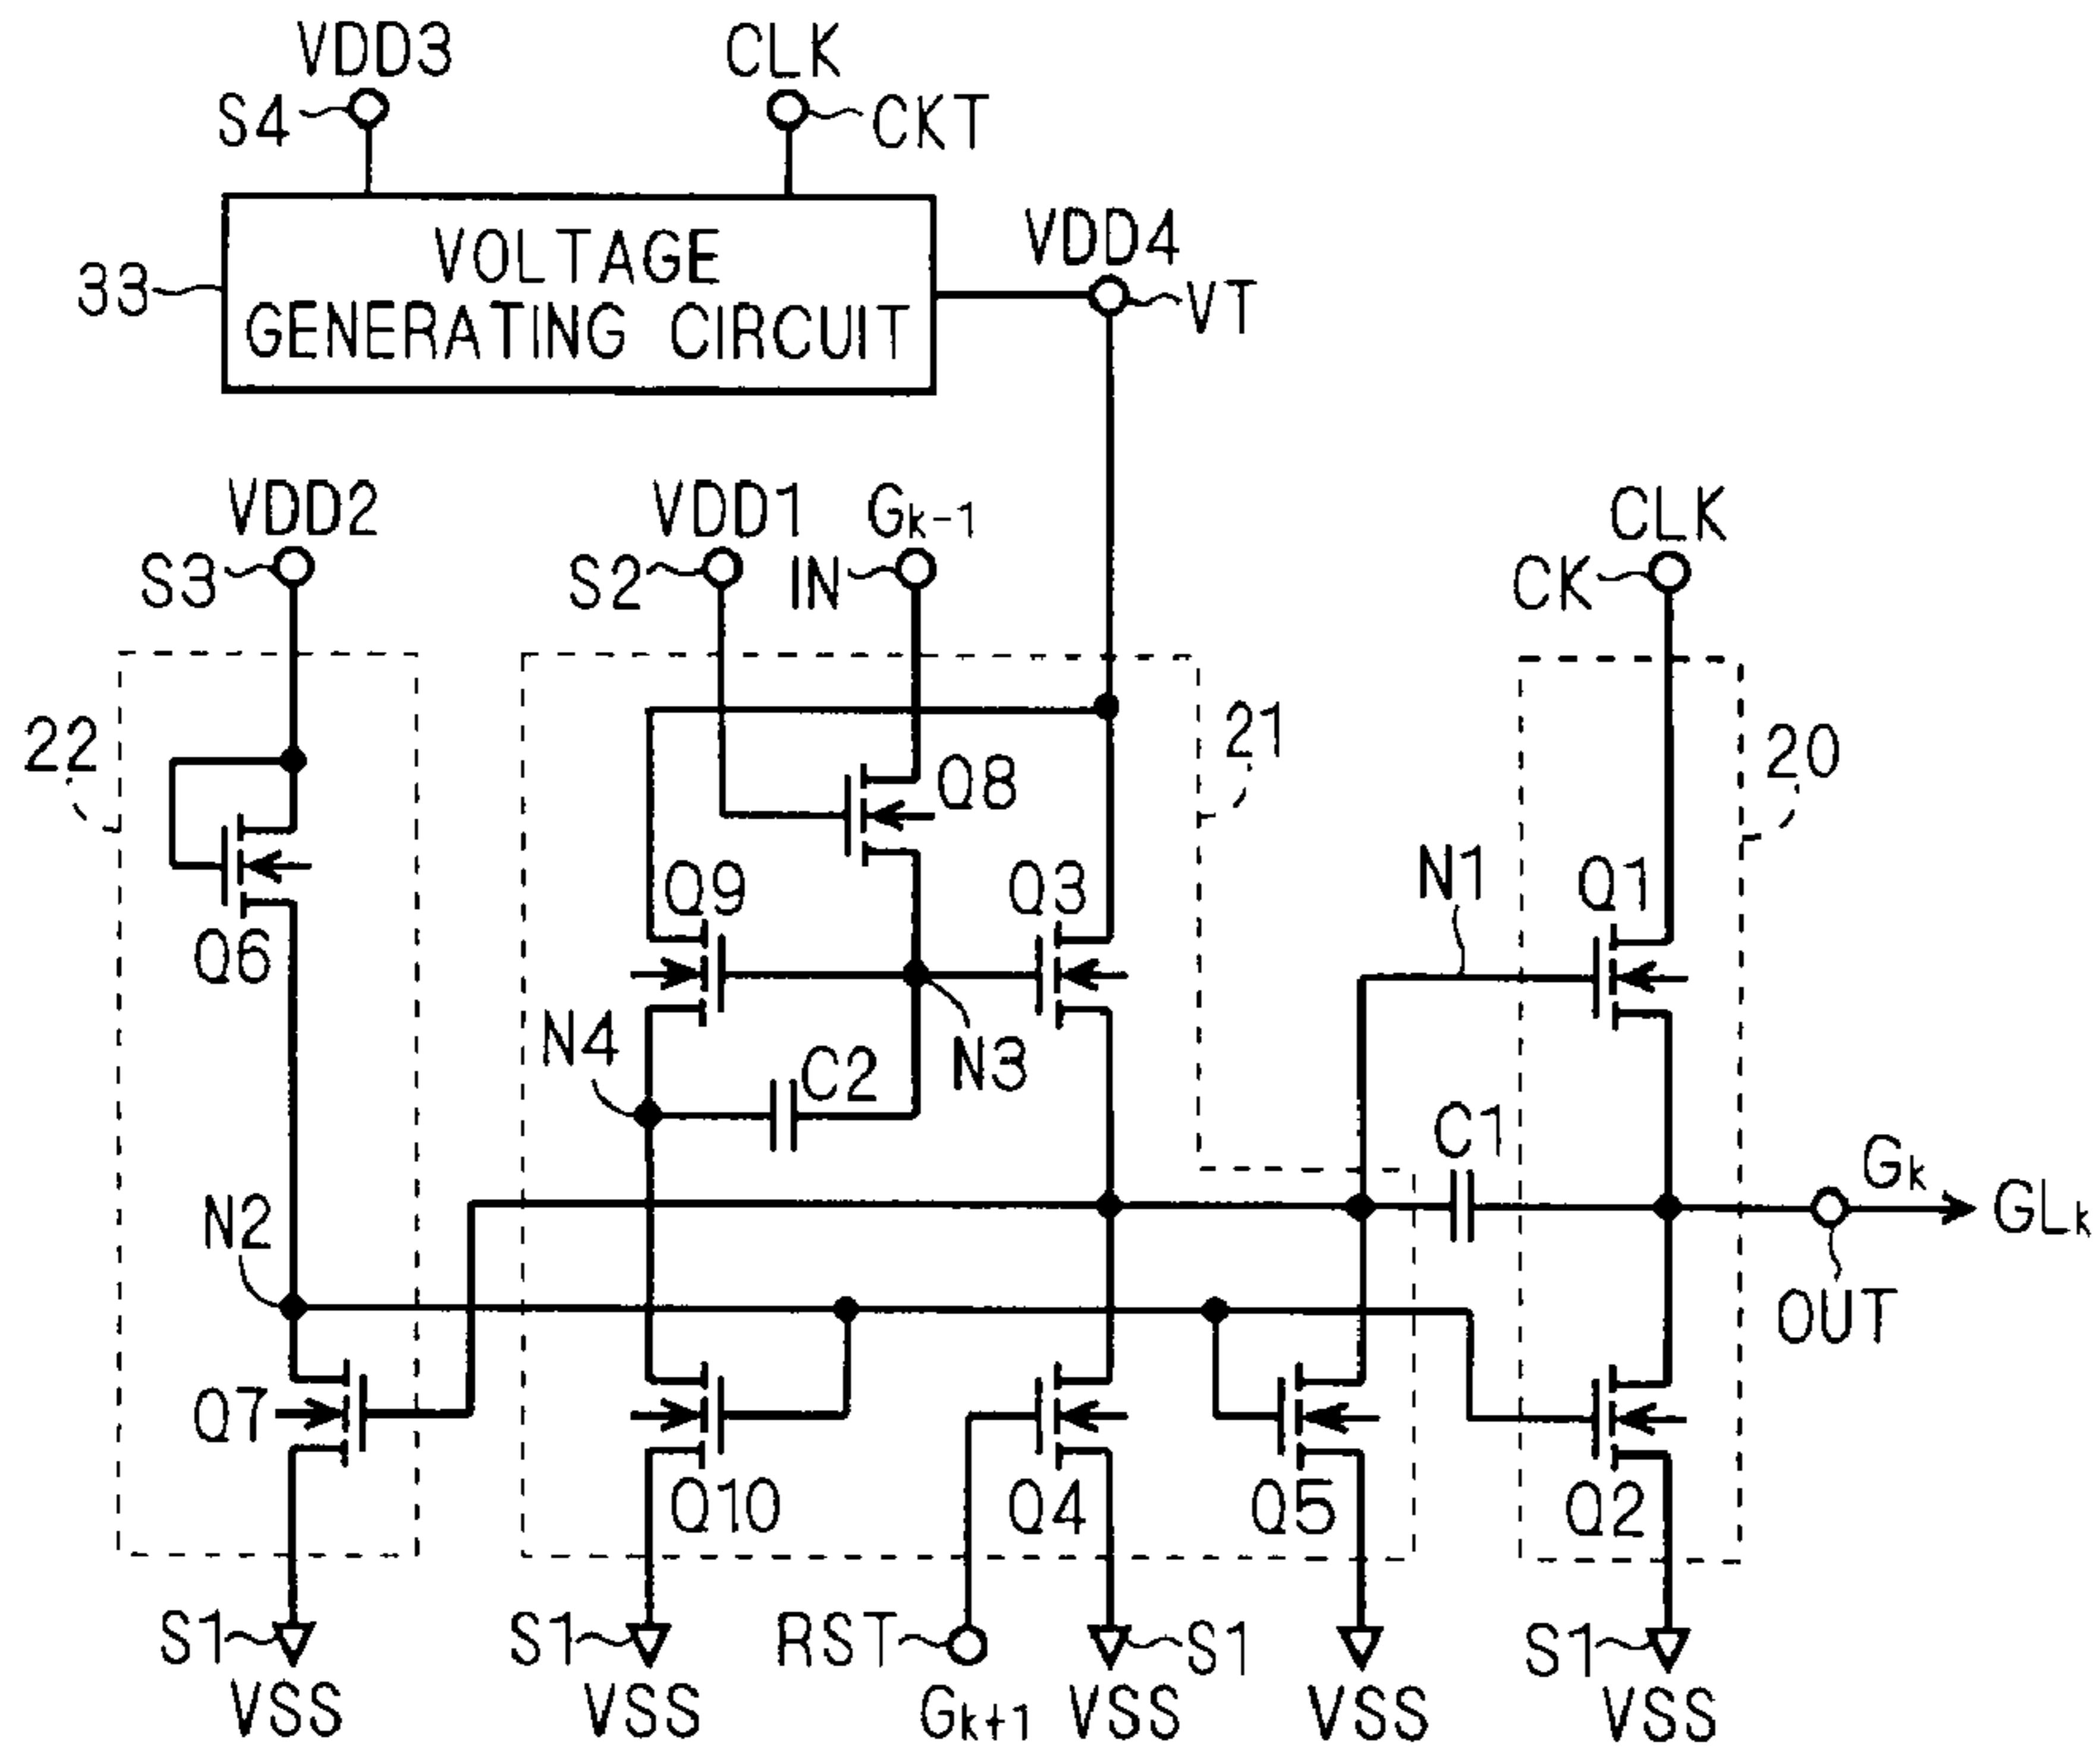 VDD3
CLK
S4
CKT
VOLTAGE
GENERATING CIRCUIT
33
VDD4
VT
VDD2
VDD1
Gk-1
CLK
S3
S2
IN
CK
22
21
20
Q8
Q9
Q3
N1
Q1
Q6
N4
C2
N3
C1
Gk
GLk
N2
OUT
Q7
Q10
Q4
Q5
Q2
S1
S1
RST
S1
S1
VSS
VSS
Gk+1
VSS
VSS
VSS